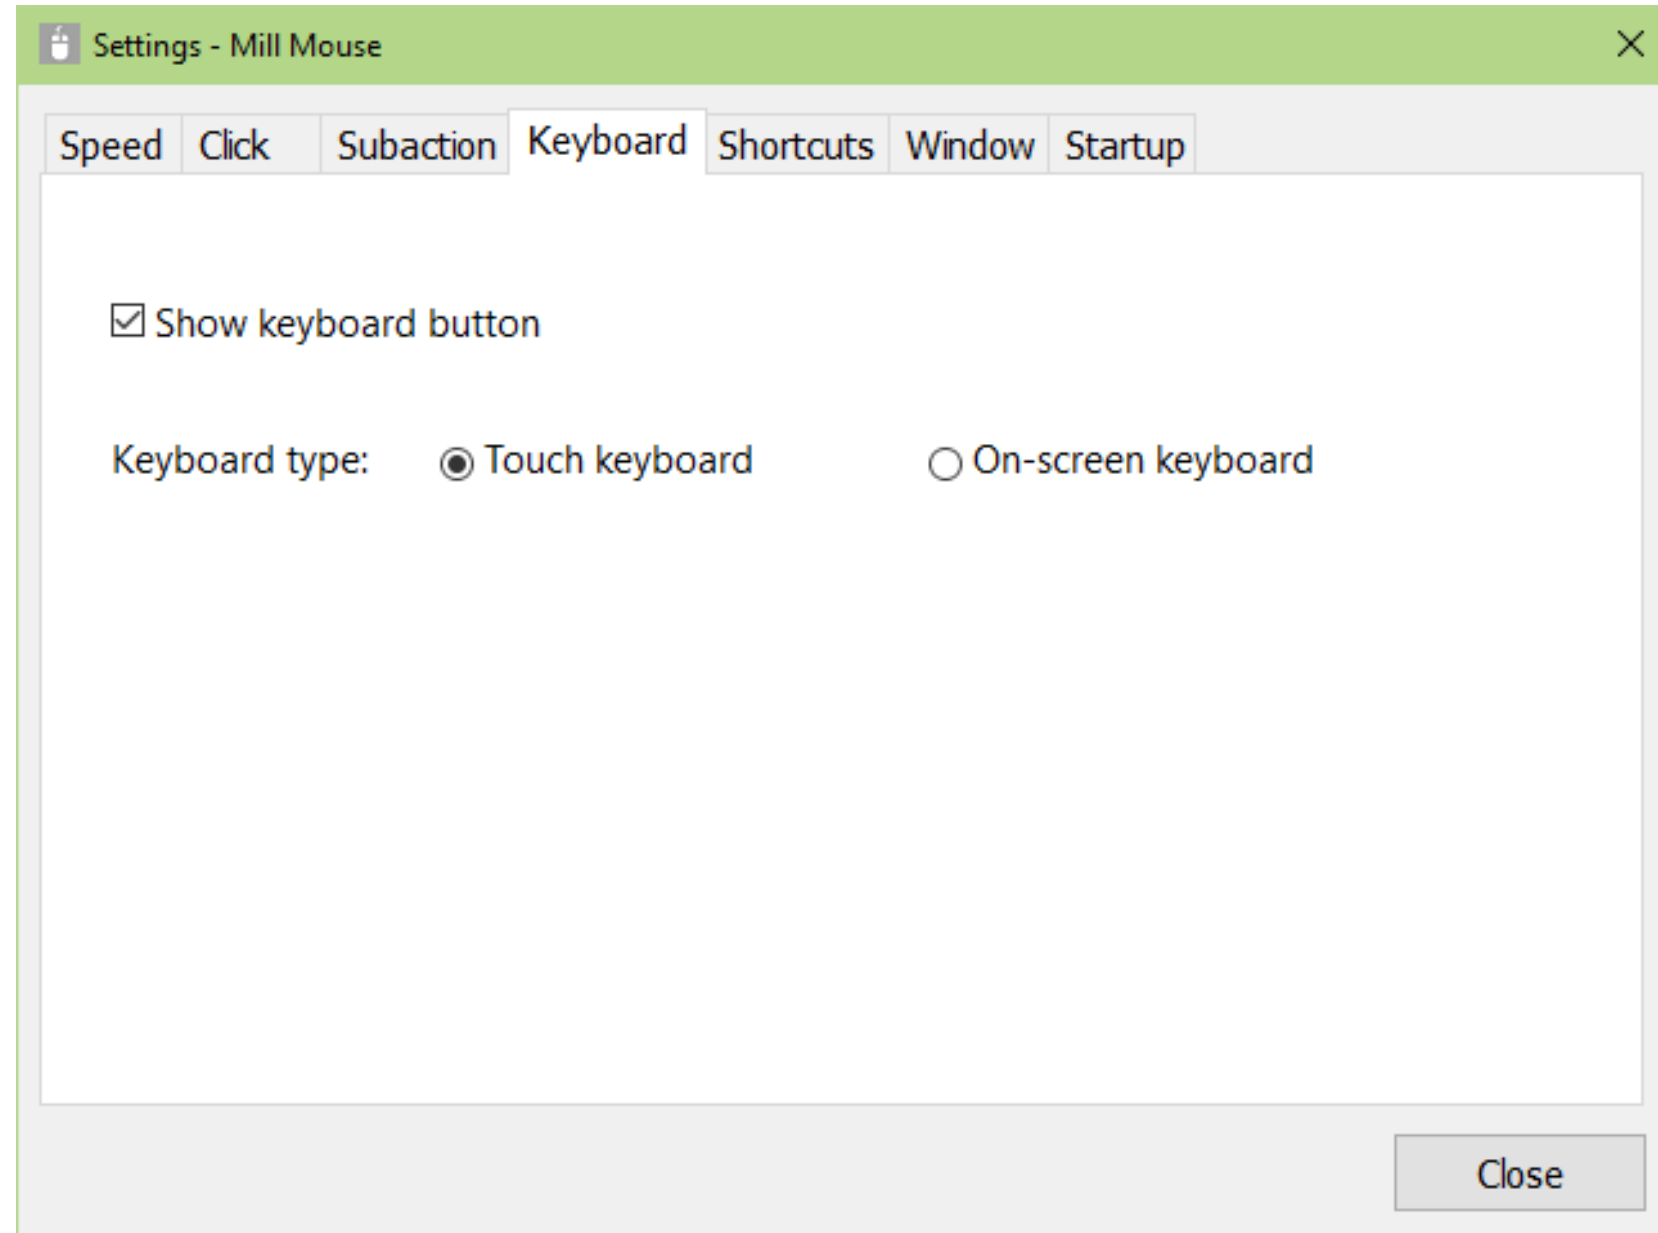 Settings - Mill Mouse
Speed Click Subaction Keyboard Shortcuts Window Startup
Show keyboard button
Keyboard type: Touch keyboard On-screen keyboard
Close